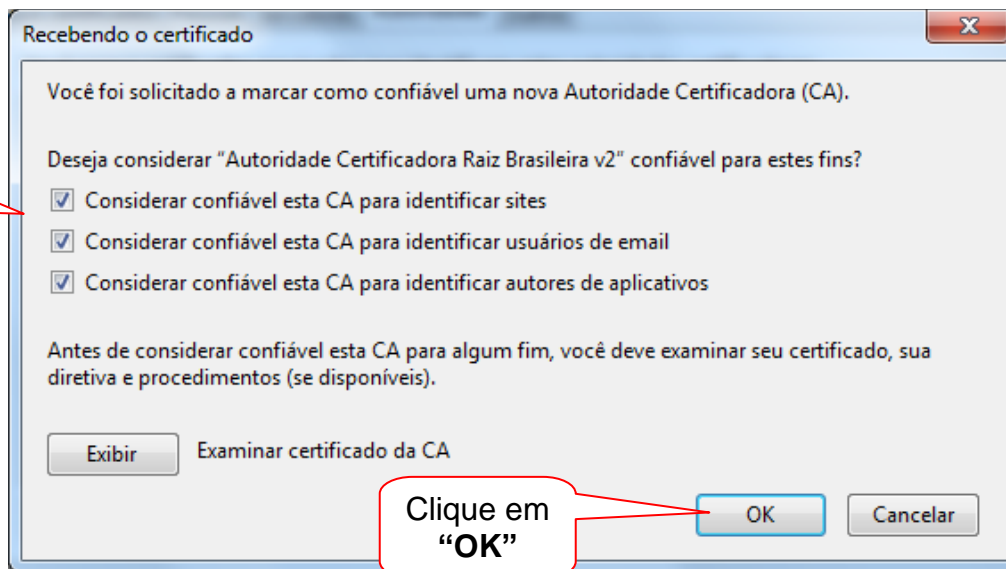 Recebendo o certificado
Você foi solicitado a marcar como confiável uma nova Autoridade Certificadora (CA).
Deseja considerar “Autoridade Certificadora Raiz Brasileira v2” confiável para estes fins?
Considerar confiável esta CA para identificar sites
Considerar confiável esta CA para identificar usuários de email
Considerar confiável esta CA para identificar autores de aplicativos
Antes de considerar confiável esta CA para algum fim, você deve examinar seu certificado, sua
diretiva e procedimentos (se disponíveis).
Exibir Examinar certificado da CA
Clique em
“OK”
OK Cancelar